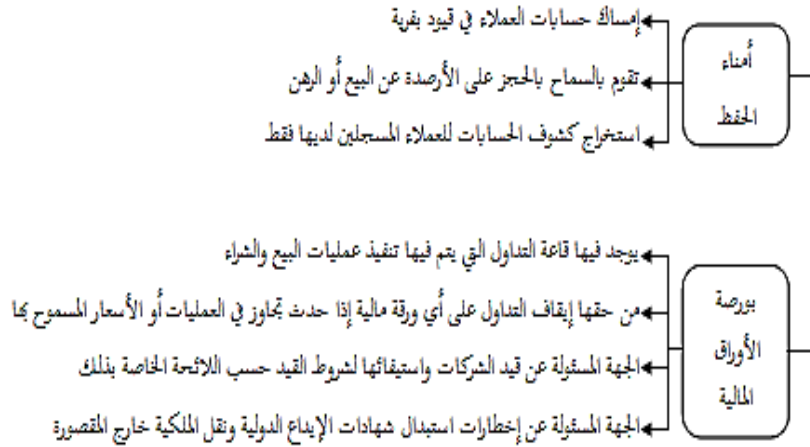 أمناء
الحفظ
إمساك حسابات العملاء في قيود بفرية
تقوم بالسماح بالحجز على الأرصدة عن البيع أو الرهن
استخراج كشوف الحسابات للعملاء المسجلين لديها فقط
بورصة
الأوراق
المالية
يوجد فيها قاعة التداول التي يتم فيها تنفيذ عمليات البيع والشراء
من حقها إيقاف التداول على أي ورقة مالية إذا حدث تجاوز في العمليات أو الأسعار المسموح بها
الجهة المسئولة عن قيد الشركات واستيفائها لشروط القيد حسب اللائحة الخاصة بذلك
الجهة المسئولة عن إخطارات استبدال شهادات الإيداع الدولية ونقل الملكية خارج المقصورة